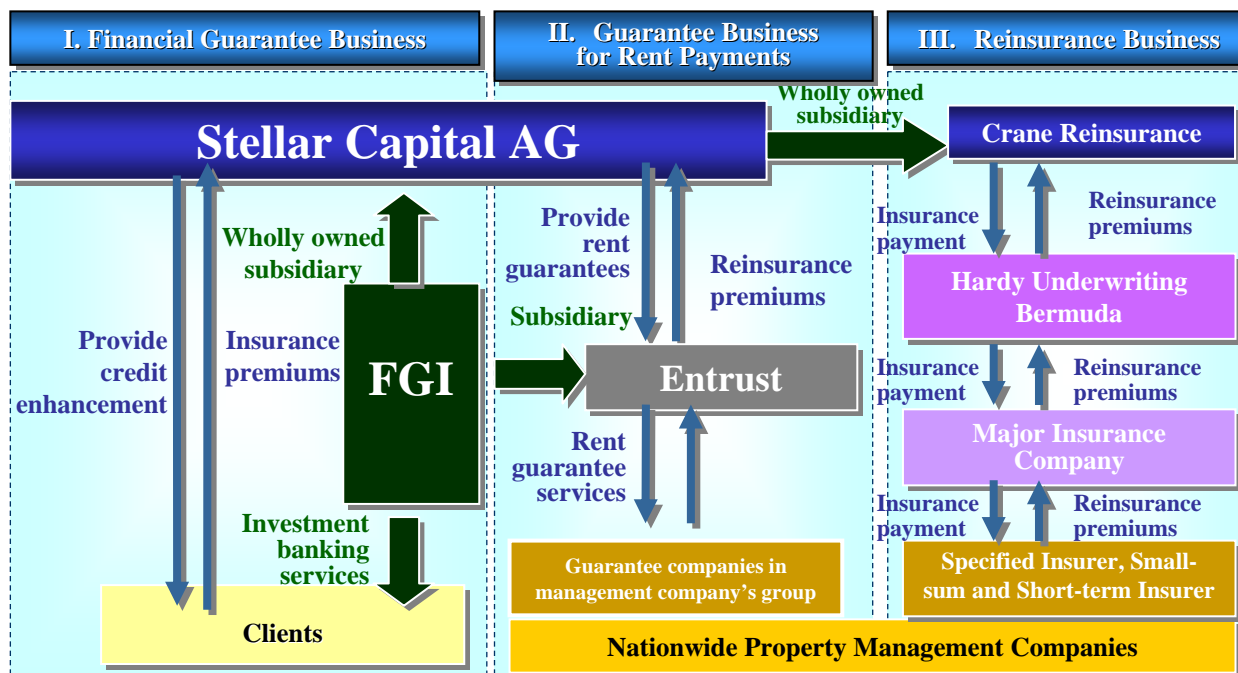 I. Financial Guarantee Business
II. Guarantee Business
for Rent Payments
III. Reinsurance Business
Wholly owned
subsidiary
Stellar Capital AG
Crane Reinsurance
Provide
rent
guarantees
Insurance
payment
Reinsurance
premiums
Wholly owned
subsidiary
Reinsurance
premiums
Hardy Underwriting
Bermuda
Subsidiary
Provide
credit
enhancement
Insurance
premiums
FGI
Entrust
Insurance
payment
Reinsurance
premiums
Major Insurance
Company
Rent
guarantee
services
Insurance
payment
Reinsurance
premiums
Investment
banking
services
Guarantee companies in
management company's group
Specified Insurer, Small-
sum and Short-term Insurer
Clients
Nationwide Property Management Companies